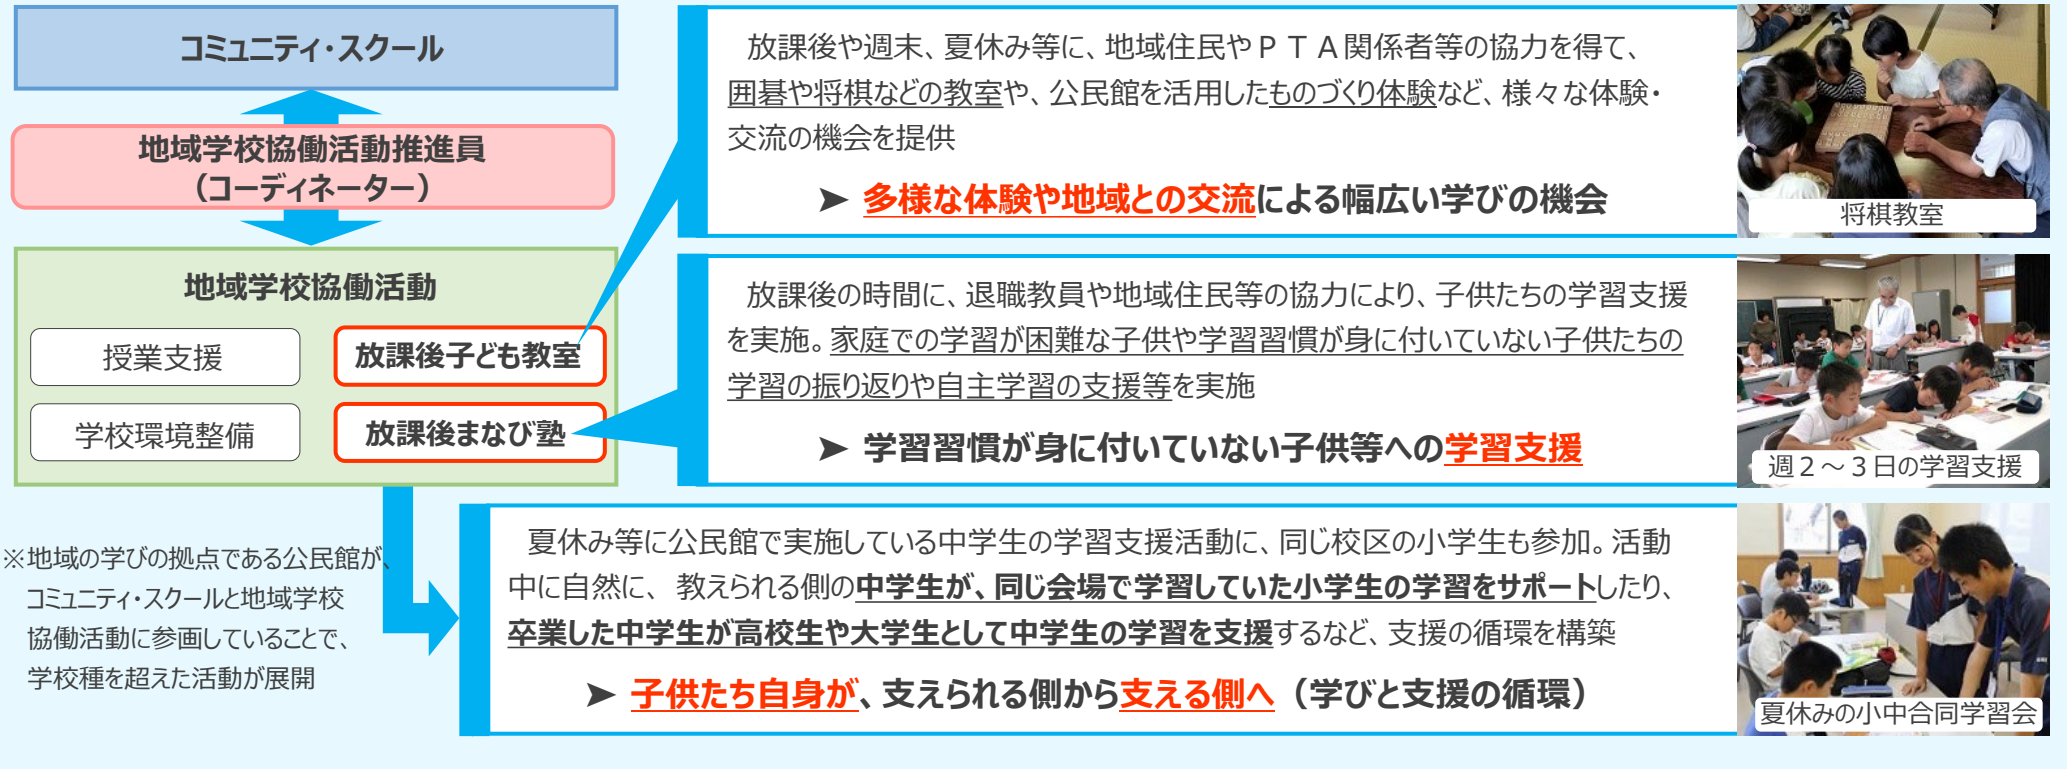 コミュニティ・スクール
地域学校協働活動推進員
（コーディネーター）
地域学校協働活動
授業支援
放課後子ども教室
学校環境整備
放課後まなび塾
※地域の学びの拠点である公民館が、
コミュニティ・スクールと地域学校
協働活動に参画していることで、
学校種を超えた活動が展開
放課後や週末、夏休み等に、地域住民やＰＴＡ関係者等の協力を得て、
囲碁や将棋などの教室や、公民館を活用したものづくり体験など、様々な体験・
交流の機会を提供
➤ 多様な体験や地域との交流による幅広い学びの機会
将棋教室
放課後の時間に、退職教員や地域住民等の協力により、子供たちの学習支援
を実施。家庭での学習が困難な子供や学習習慣が身に付いていない子供たちの
学習の振り返りや自主学習の支援等を実施
➤ 学習習慣が身に付いていない子供等への学習支援
週２～３日の学習支援
夏休み等に公民館で実施している中学生の学習支援活動に、同じ校区の小学生も参加。活動
中に自然に、 教えられる側の中学生が、同じ会場で学習していた小学生の学習をサポートしたり、
卒業した中学生が高校生や大学生として中学生の学習を支援するなど、支援の循環を構築
➤ 子供たち自身が、支えられる側から支える側へ（学びと支援の循環）
夏休みの小中合同学習会